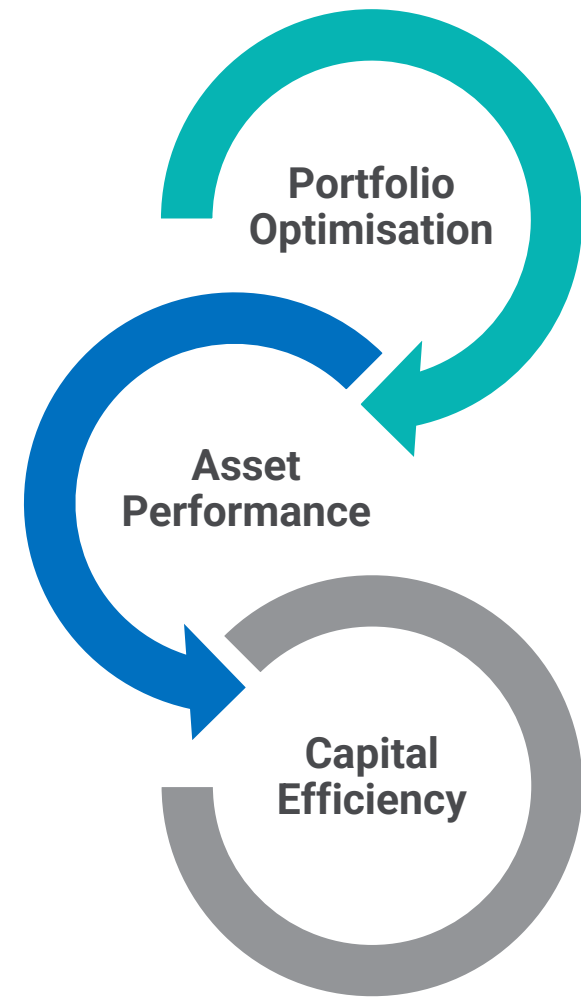 Portfolio
Optimisation
Asset
Performance
Capital
Efficiency